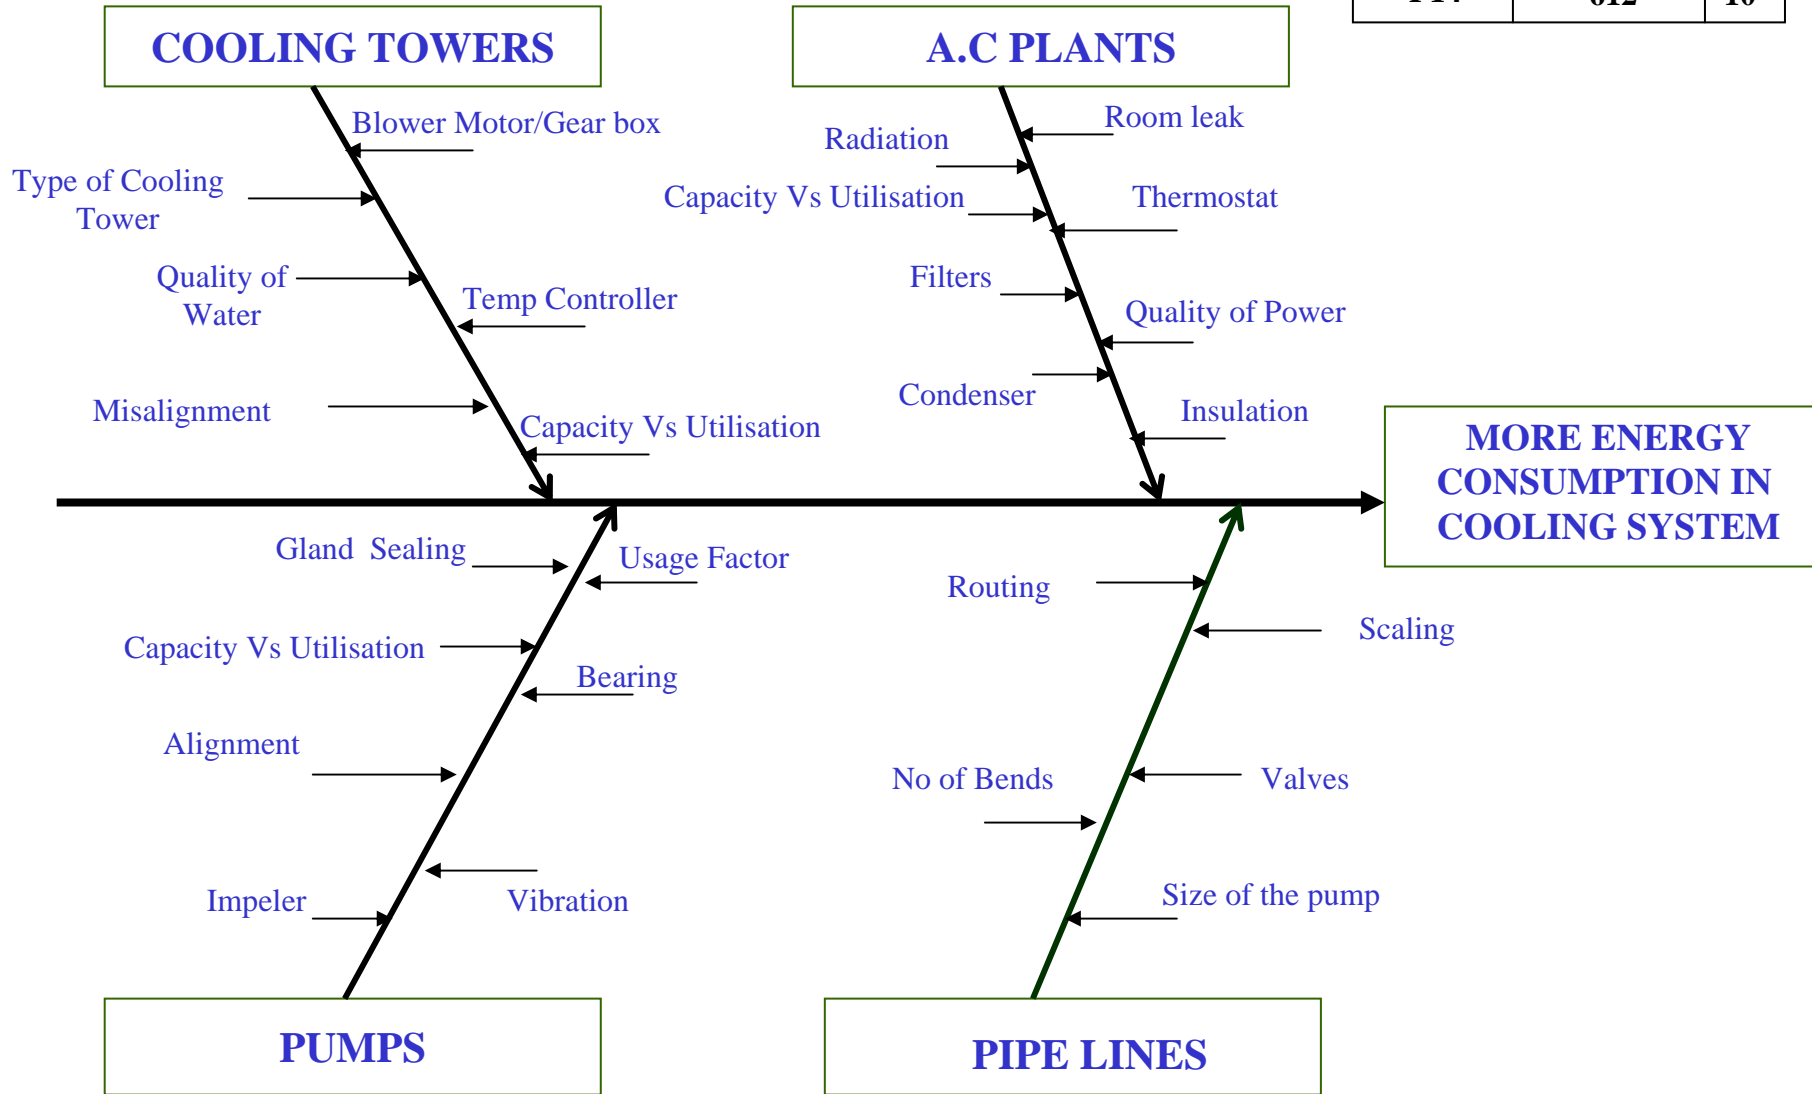 612 10
COOLING TOWERS
A.C PLANTS
Blower Motor/Gear box
Type of Cooling
Tower
Quality of
Water
Temp Controller
Misalignment
Capacity Vs Utilisation
Room leak
Radiation
Capacity Vs Utilisation
Thermostat
Filters
Quality of Power
Condenser
Insulation
MORE ENERGY
CONSUMPTION IN
COOLING SYSTEM
Gland Sealing
Usage Factor
Capacity Vs Utilisation
Bearing
Alignment
Impeler
Vibration
Routing
Scaling
No of Bends
Valves
Size of the pump
PUMPS
PIPE LINES